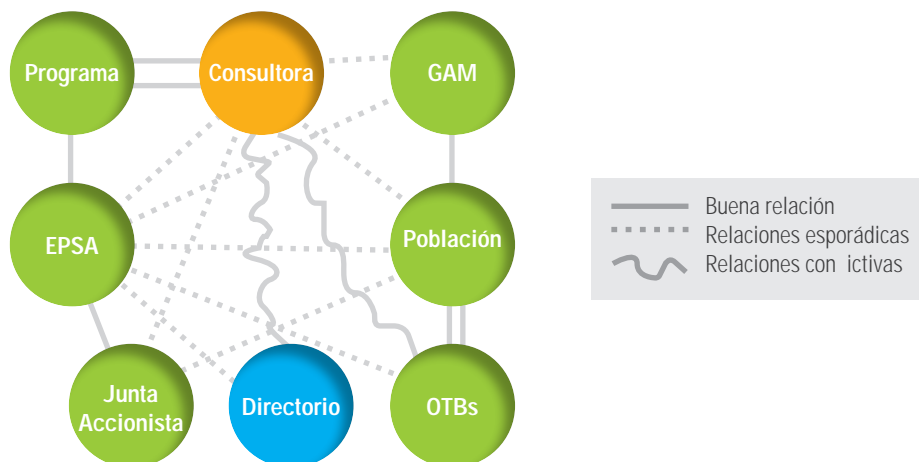 Programa
Consultora
GAM
EPSA
Población
Junta
Accionista
Directorio
OTBs
Buena relación
Relaciones esporádicas
Relaciones con ictivas